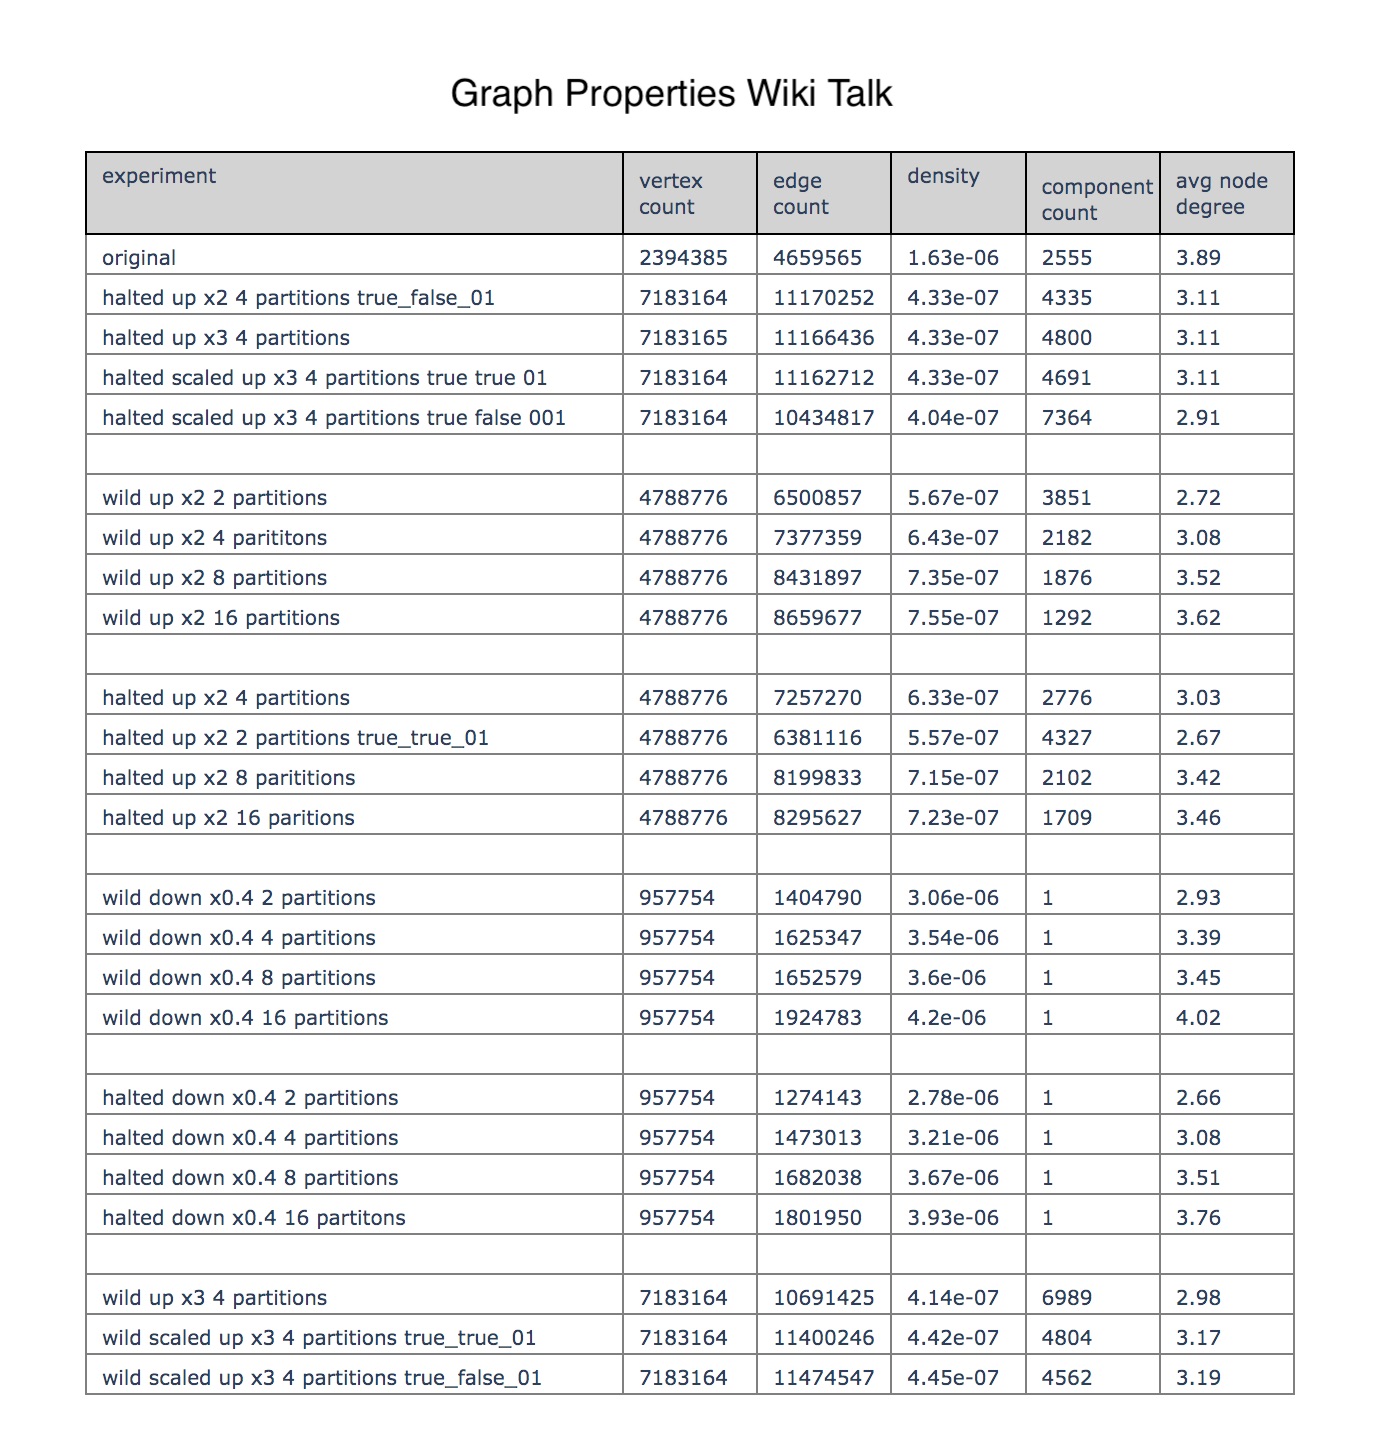 Graph Properties Wiki Talk
experiment vertex count edge count density component count avg node degree
original 2394385 4659565 1.63e-06 2555 3.89
halted up x2 4 partitions true_false_01 7183164 11170252 4.33e-07 4335 3.11
halted up x3 4 partitions 7183165 11166436 4.33e-07 4800 3.11
halted scaled up x3 4 partitions true true 01 7183164 11162712 4.33e-07 4691 3.11
halted scaled up x3 4 partitions true false 001 7183164 10434817 4.04e-07 7364 2.91
wild up x2 2 partitions 4788776 6500857 5.67e-07 3851 2.72
wild up x2 4 parititons 4788776 7377359 6.43e-07 2182 3.08
wild up x2 8 partitions 4788776 8431897 7.35e-07 1876 3.52
wild up x2 16 partitions 4788776 8659677 7.55e-07 1292 3.62
halted up x2 4 partitions 4788776 7257270 6.33e-07 2776 3.03
halted up x2 2 partitions true_true_01 4788776 6381116 5.57e-07 4327 2.67
halted up x2 8 parititions 4788776 8199833 7.15e-07 2102 3.42
halted up x2 16 paritions 4788776 8295627 7.23e-07 1709 3.46
wild down x0.4 2 partitions 957754 1404790 3.06e-06 1 2.93
wild down x0.4 4 partitions 957754 1625347 3.54e-06 1 3.39
wild down x0.4 8 partitions 957754 1652579 3.6e-06 1 3.45
wild down x0.4 16 partitions 957754 1924783 4.2e-06 1 4.02
halted down x0.4 2 partitions 957754 1274143 2.78e-06 1 2.66
halted down x0.4 4 partitions 957754 1473013 3.21e-06 1 3.08
halted down x0.4 8 partitions 957754 1682038 3.67e-06 1 3.51
halted down x0.4 16 partitons 957754 1801950 3.93e-06 1 3.76
wild up x3 4 partitions 7183164 10691425 4.14e-07 6989 2.98
wild scaled up x3 4 partitions true_true_01 7183164 11400246 4.42e-07 4804 3.17
wild scaled up x3 4 partitions true_false_01 7183164 11474547 4.45e-07 4562 3.19